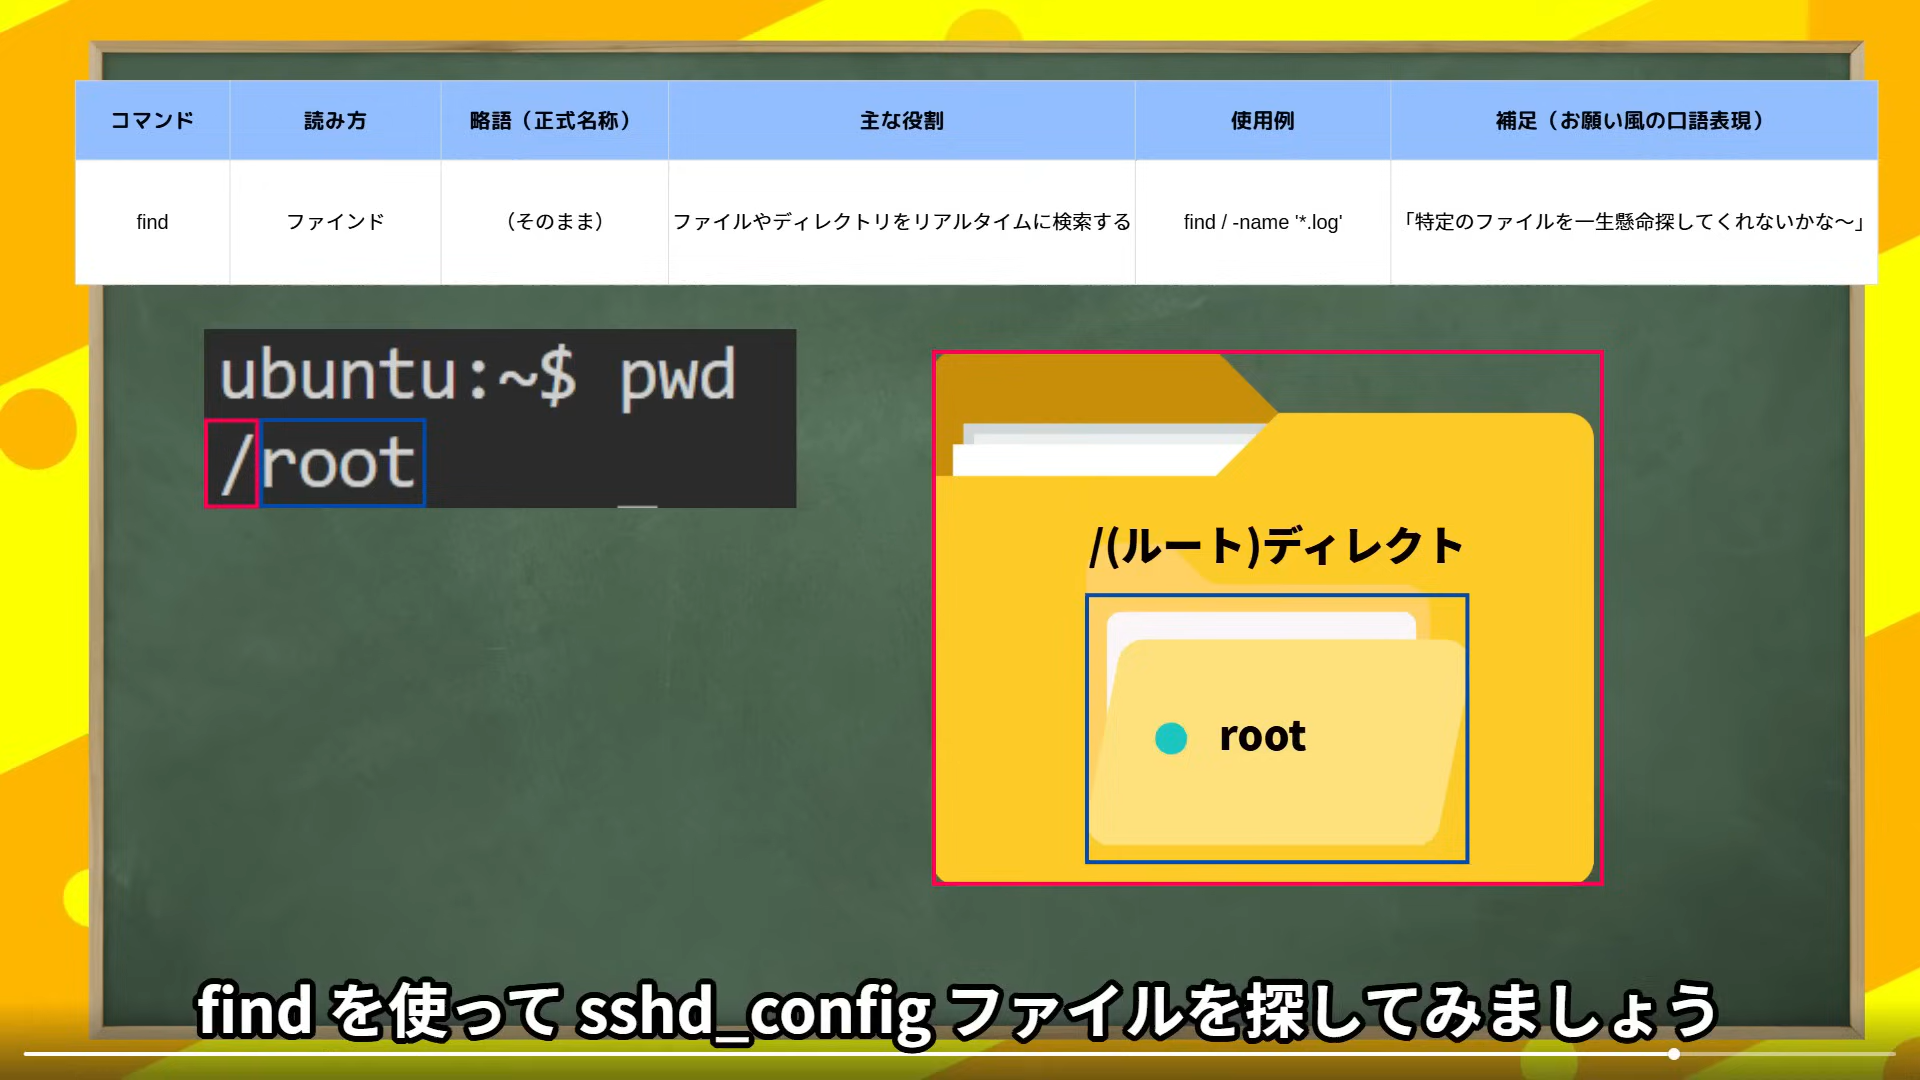 コマンド 読み方 略語（正式名称） 主な役割 使用例 補足（お願い風の口語表現）
find ファインド （そのまま） ファイルやディレクトリをリアルタイムに検索する find / -name '*.log' 「特定のファイルを一生懸命探してくれないかな～」
ubuntu:~$ pwd
/root
/(ルート)ディレクト
root
find を使って sshd_config ファイルを探してみましょう